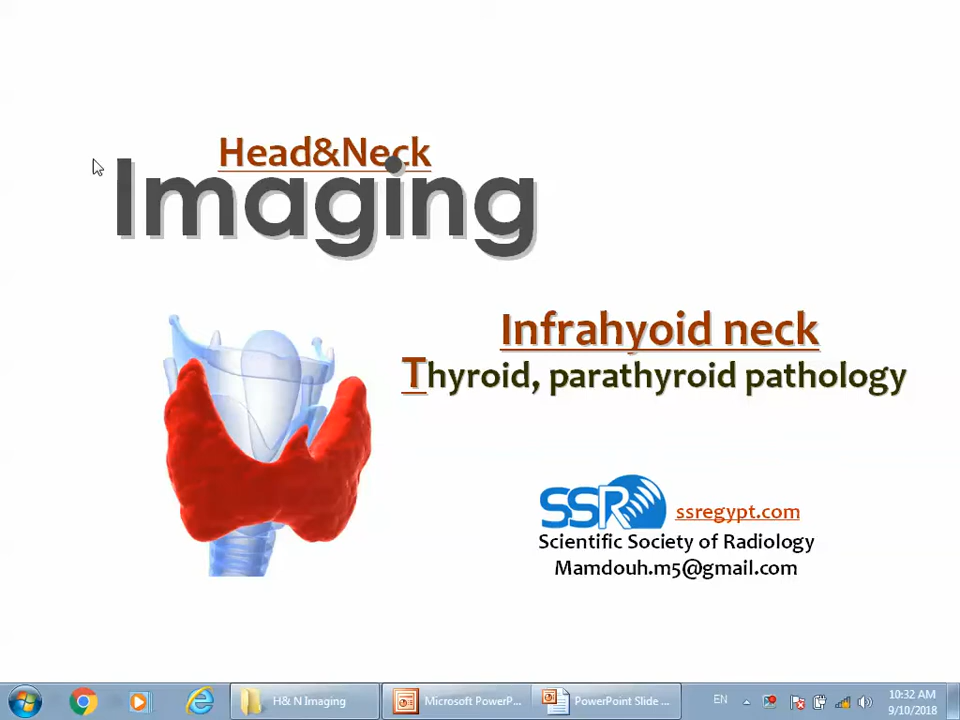 Head&Neck
Imaging
Infrahyoid neck
Thyroid, parathyroid pathology
SSR ssregypt.com
Scientific Society of Radiology
Mamdouh.m5@gmail.com
H& N Imaging
Microsoft PowerP...
PowerPoint Slide ...
EN
10:32 AM
9/10/2018